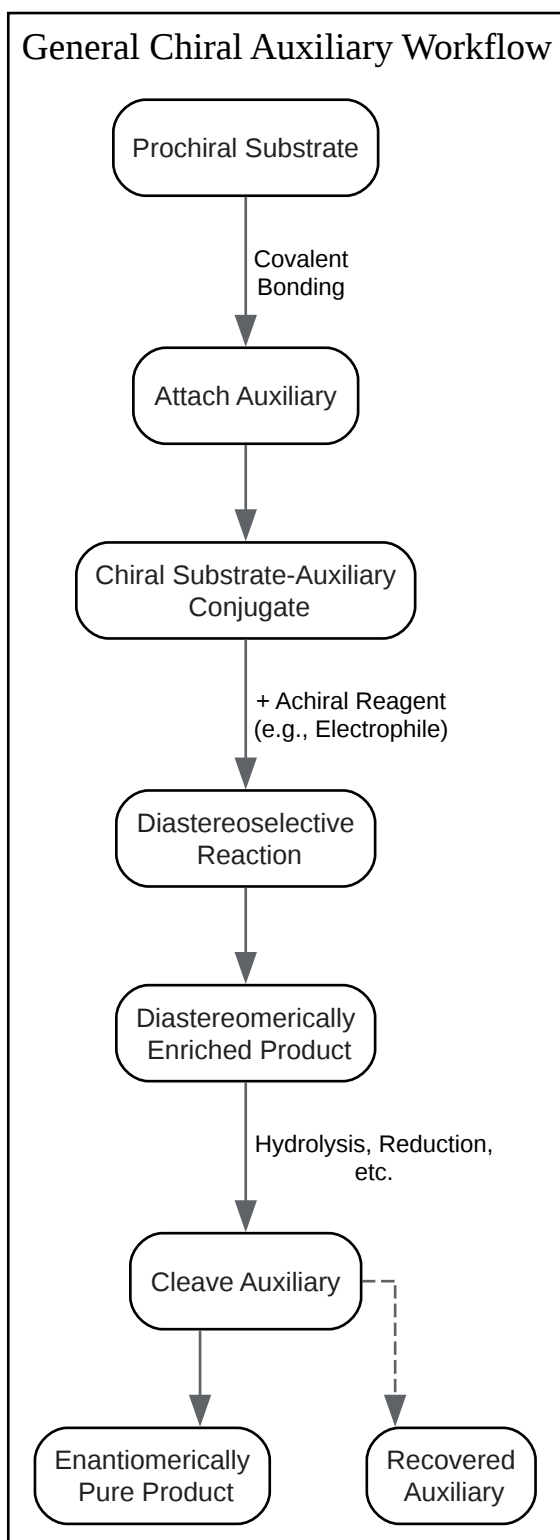 General Chiral Auxiliary Workflow
Prochiral Substrate
Covalent
Bonding
Attach Auxiliary
Chiral Substrate-Auxiliary
Conjugate
+ Achiral Reagent
(e.g., Electrophile)
Diastereoselective
Reaction
Diastereomerically
Enriched Product
Hydrolysis, Reduction,
etc.
Cleave Auxiliary
Enantiomerically
Pure Product
Recovered
Auxiliary